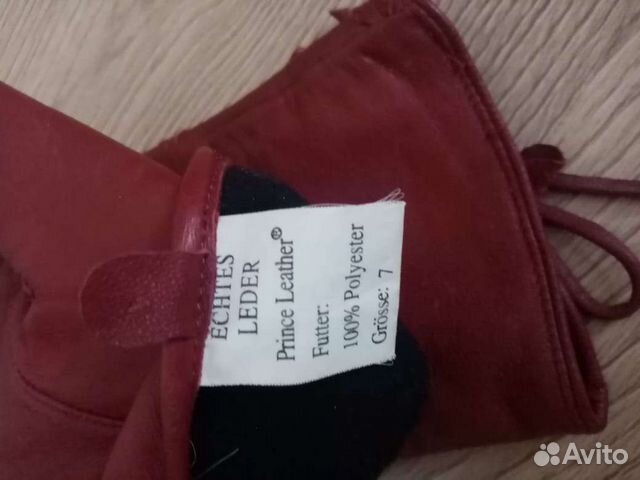 ECHTES
LEDER
Prince Leather®
Futter:
100% Polyester
Grösse: 7
Avito